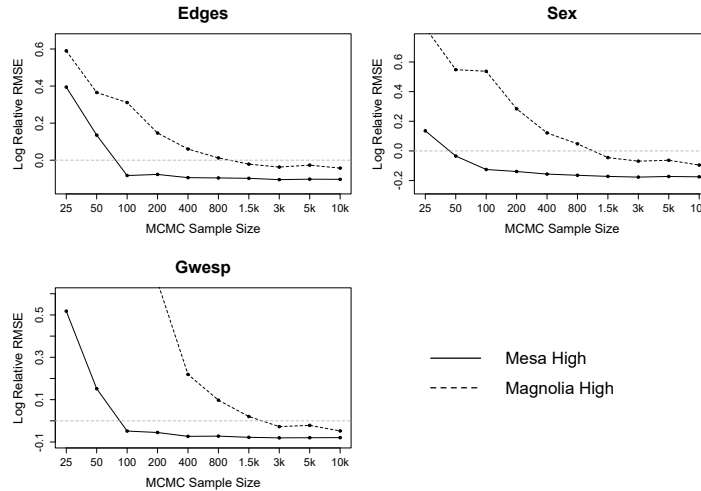 Edges
Log Relative RMSE
0.6
0.4
0.2
0.0
25 50 100 200 400 800 1.5k 3k 5k 10k
MCMC Sample Size
Sex
Log Relative RMSE
0.6
0.4
0.2
0.0
-0.2
25 50 100 200 400 800 1.5k 3k 5k 10k
MCMC Sample Size
Gwesp
Log Relative RMSE
0.5
0.3
0.1
-0.1
25 50 100 200 400 800 1.5k 3k 5k 10k
MCMC Sample Size
Mesa High
Magnolia High